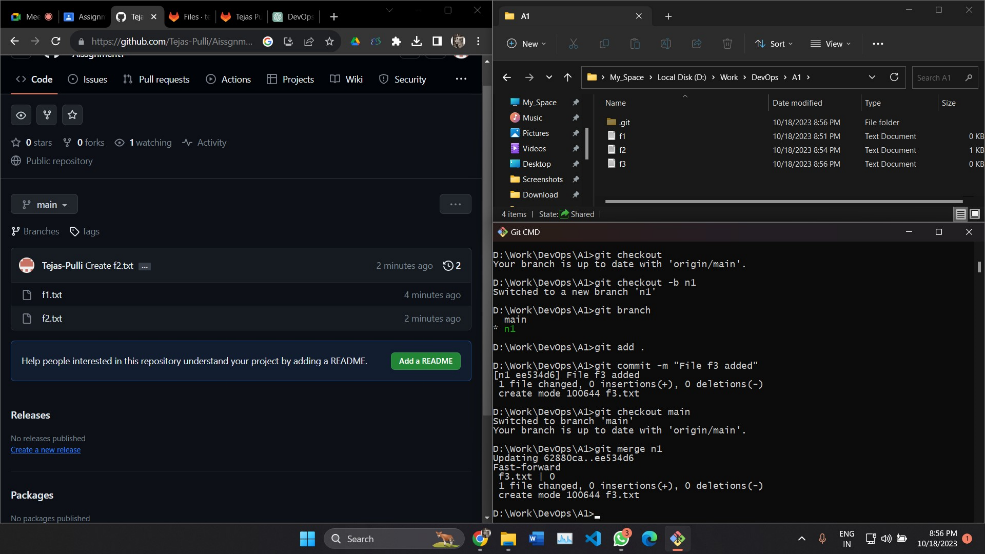 Mee
Assignm
Teja
Files · t
Tejas Pu
DevOp
https://github.com/Tejas-Pulli/Aissgnm...
Code
Issues
Pull requests
Actions
Projects
Wiki
Security
0 stars
0 forks
1 watching
Activity
Public repository
main
Branches
Tags
Tejas-Pulli Create f2.txt
2 minutes ago
2
f1.txt
4 minutes ago
f2.txt
2 minutes ago
Help people interested in this repository understand your project by adding a README.
Add a README
Releases
No releases published
Create a new release
Packages
No packages published
A1
New
Sort
View
My_Space > Local Disk (D:) > Work > DevOps > A1 >
Search A1
My_Space
Music
Pictures
Videos
Desktop
Screenshots
Download
Name
Date modified
Type
Size
.git
10/18/2023 8:56 PM
File folder
f1
10/18/2023 8:51 PM
Text Document
0 KB
f2
10/18/2023 8:54 PM
Text Document
1 KB
f3
10/18/2023 8:56 PM
Text Document
0 KB
4 items
State:
Shared
Git CMD
D:\Work\DevOps\A1>git checkout
Your branch is up to date with 'origin/main'.
D:\Work\DevOps\A1>git checkout -b n1
Switched to a new branch 'n1'
D:\Work\DevOps\A1>git branch
main
* n1
D:\Work\DevOps\A1>git add .
D:\Work\DevOps\A1>git commit -m "File f3 added"
[n1 ee534d6] File f3 added
1 file changed, 0 insertions(+), 0 deletions(-)
create mode 100644 f3.txt
D:\Work\DevOps\A1>git checkout main
Switched to branch 'main'
Your branch is up to date with 'origin/main'.
D:\Work\DevOps\A1>git merge n1
Updating 62880ca..ee534d6
Fast-forward
f3.txt | 0
1 file changed, 0 insertions(+), 0 deletions(-)
create mode 100644 f3.txt
D:\Work\DevOps\A1>
Search
ENG
IN
8:56 PM
10/18/2023
1